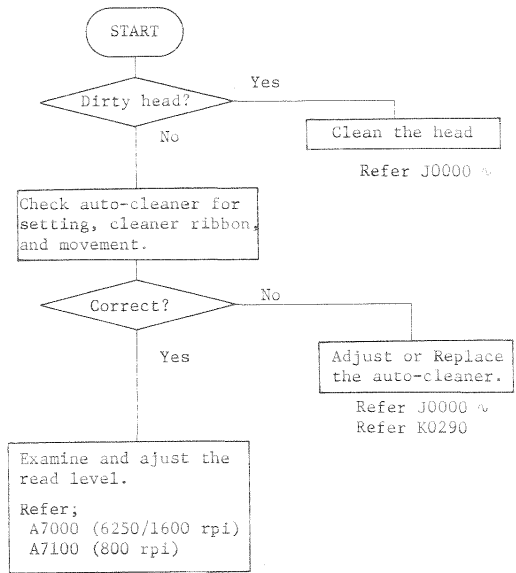 START
Dirty head?
Yes
No
Clean the head
Refer J0000 ~
Check auto-cleaner for
setting, cleaner ribbon,
and movement.
Correct?
No
Yes
Adjust or Replace
the auto-cleaner.
Refer J0000 ~
Refer K0290
Examine and ajust the
read level.
Refer;
A7000 (6250/1600 rpi)
A7100 (800 rpi)